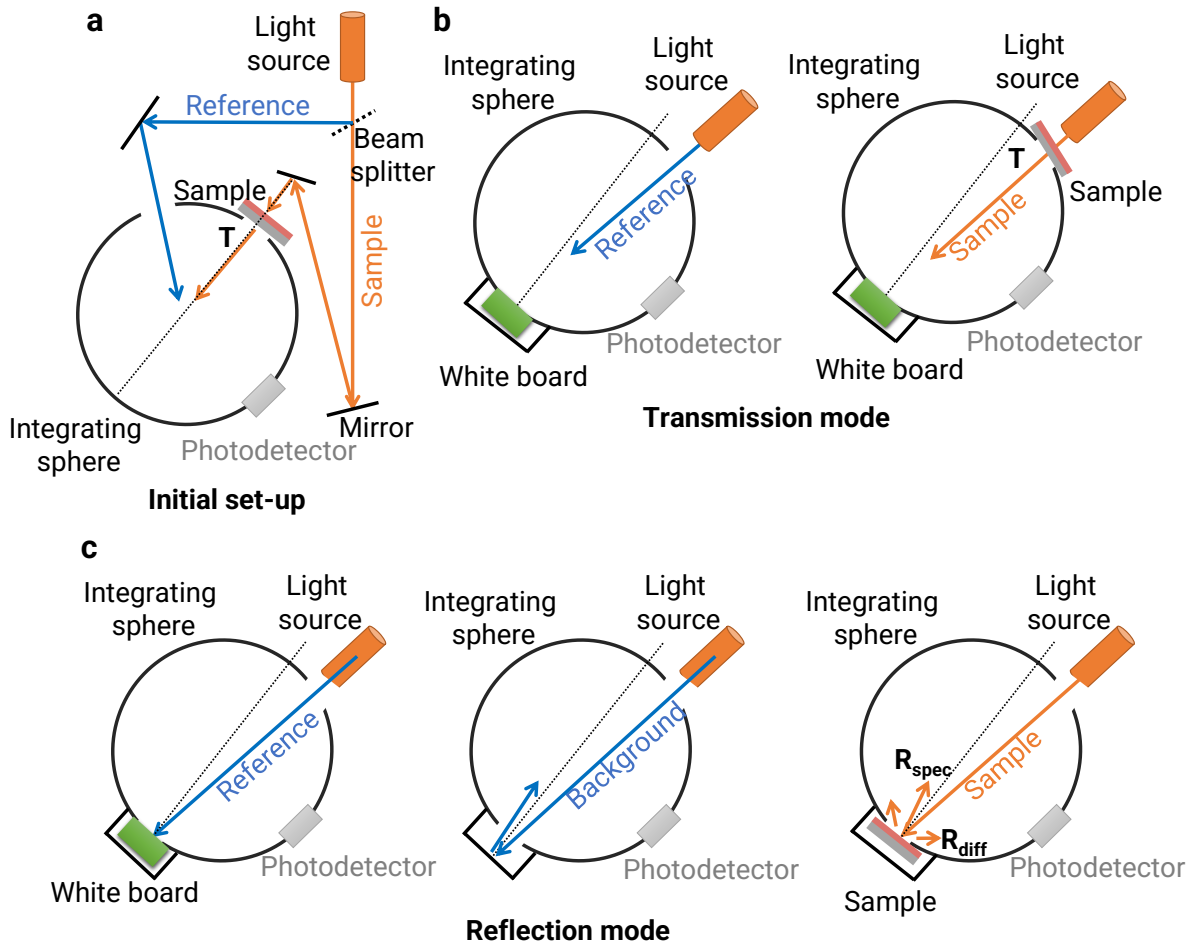 a
Light
source
Reference
Beam
splitter
Sample
T
Sample
Integrating
sphere
Photodetector
Mirror
Initial set-up
b
Integrating
sphere
Light
source
Reference
Photodetector
White board
Integrating
sphere
Light
source
T
Sample
Sample
Photodetector
White board
Transmission mode
c
Integrating
sphere
Light
source
Reference
Photodetector
White board
Integrating
sphere
Light
source
Background
Photodetector
Integrating
sphere
Light
source
Rspec
Sample
Rdiff
Photodetector
Sample
Reflection mode